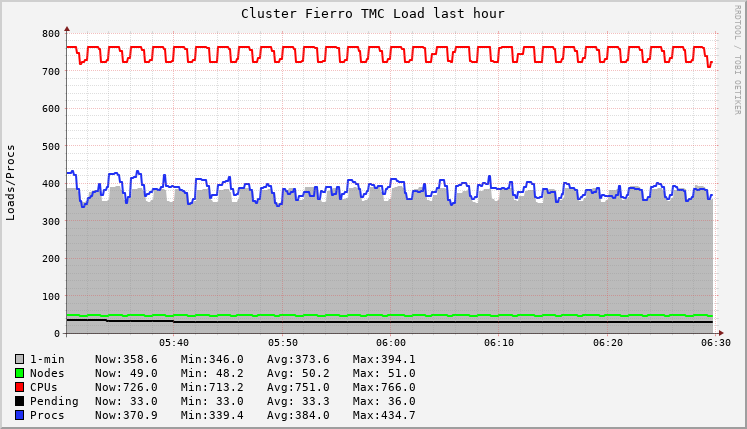 Cluster Fierro TMC Load last hour
RRDTOOL / TOBI OETIKER
Loads/Procs
800
700
600
500
400
300
200
100
0
05:40 05:50 06:00 06:10 06:20 06:30
1-min Now:358.6 Min:346.0 Avg:373.6 Max:394.1
Nodes Now: 49.0 Min: 48.2 Avg: 50.2 Max: 51.0
CPUs Now:726.0 Min:713.2 Avg:751.0 Max:766.0
Pending Now: 33.0 Min: 33.0 Avg: 33.3 Max: 36.0
Procs Now:370.9 Min:339.4 Avg:384.0 Max:434.7